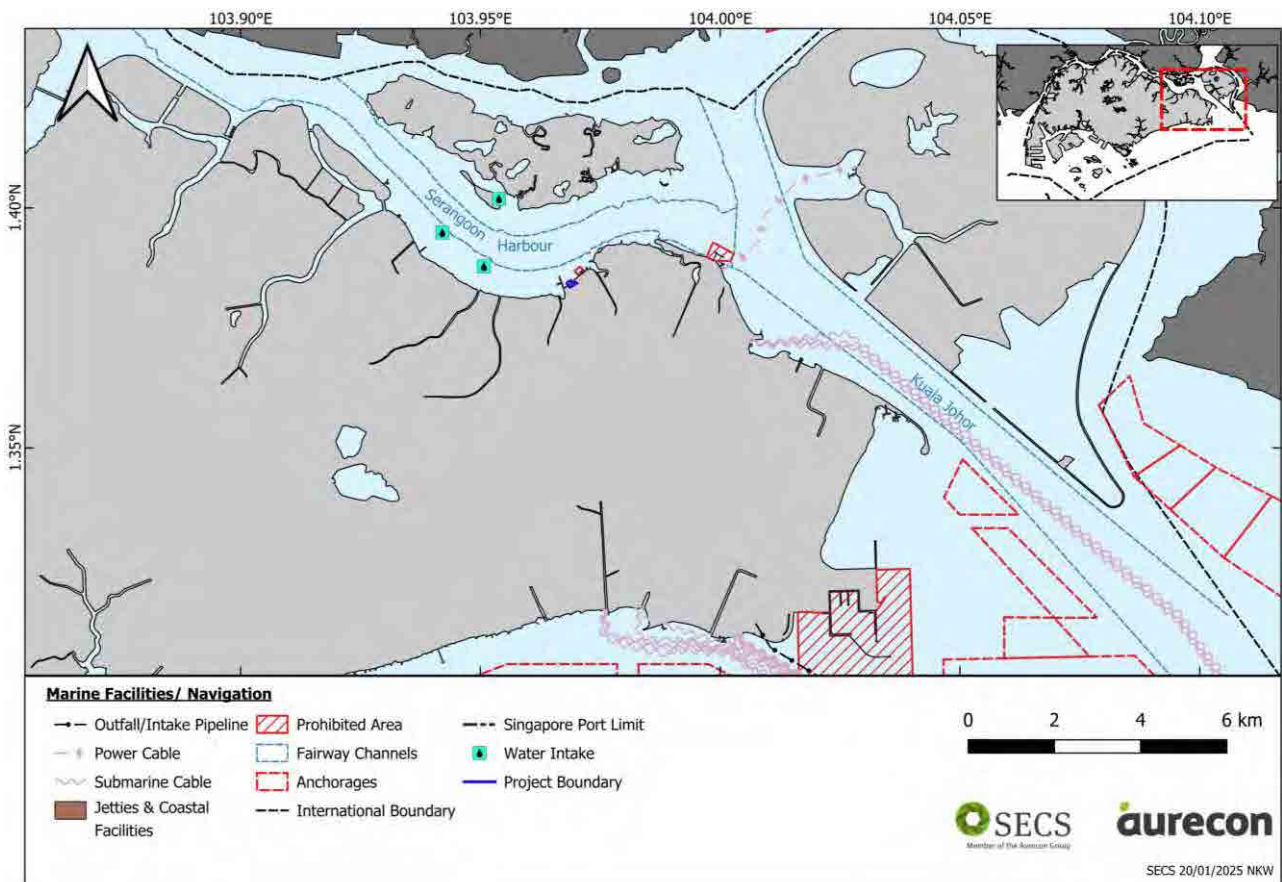 103.90°E
103.95°E
104.00°E
104.05°E
104.10°E
1.40°N
1.35°N
Serangoon
Harbour
Kuala Johor
Marine Facilities/ Navigation
Outfall/Intake Pipeline
Prohibited Area
Singapore Port Limit
Power Cable
Fairway Channels
Water Intake
Submarine Cable
Anchorages
Project Boundary
Jetties & Coastal
Facilities
International Boundary
0 2 4 6 km
SECS
Member of the Aurecon Group
aurecon
SECS 20/01/2025 NKW